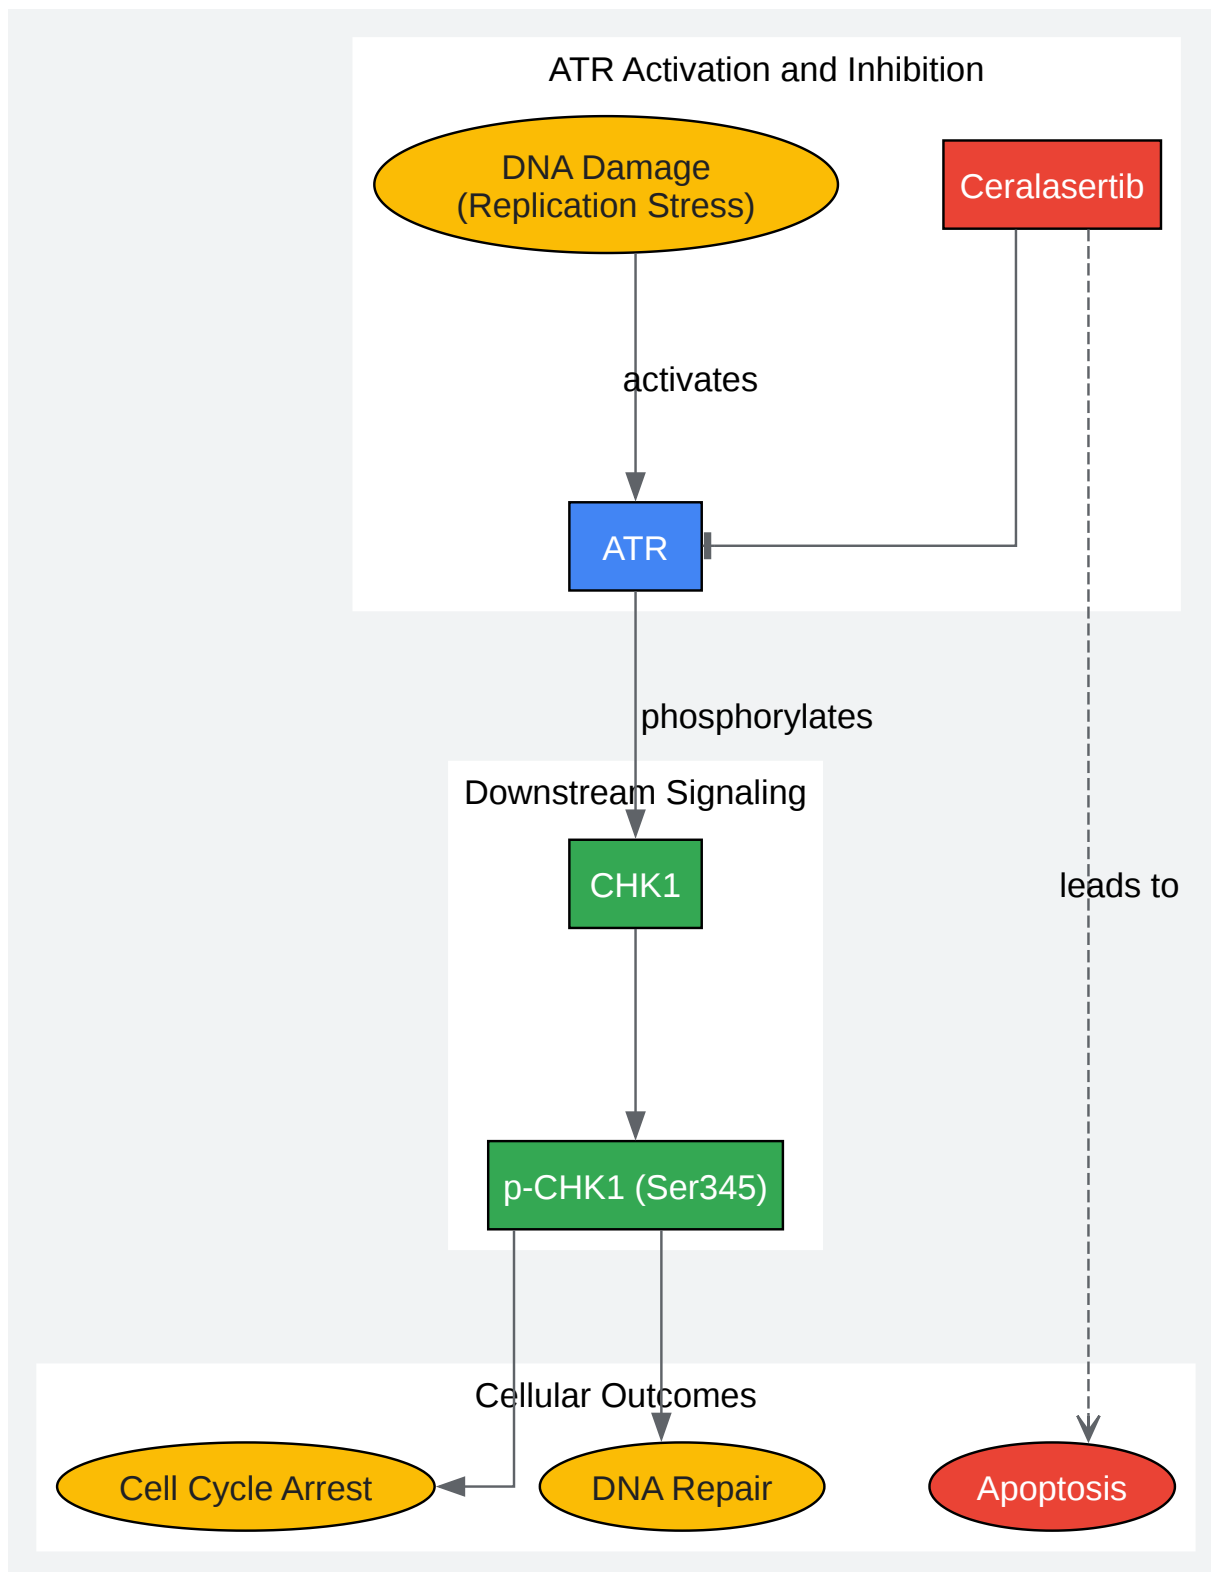 ATR Activation and Inhibition
DNA Damage
(Replication Stress)
Ceralasertib
activates
ATR
phosphorylates
Downstream Signaling
CHK1
leads to
p-CHK1 (Ser345)
Cellular Outcomes
Cell Cycle Arrest
DNA Repair
Apoptosis